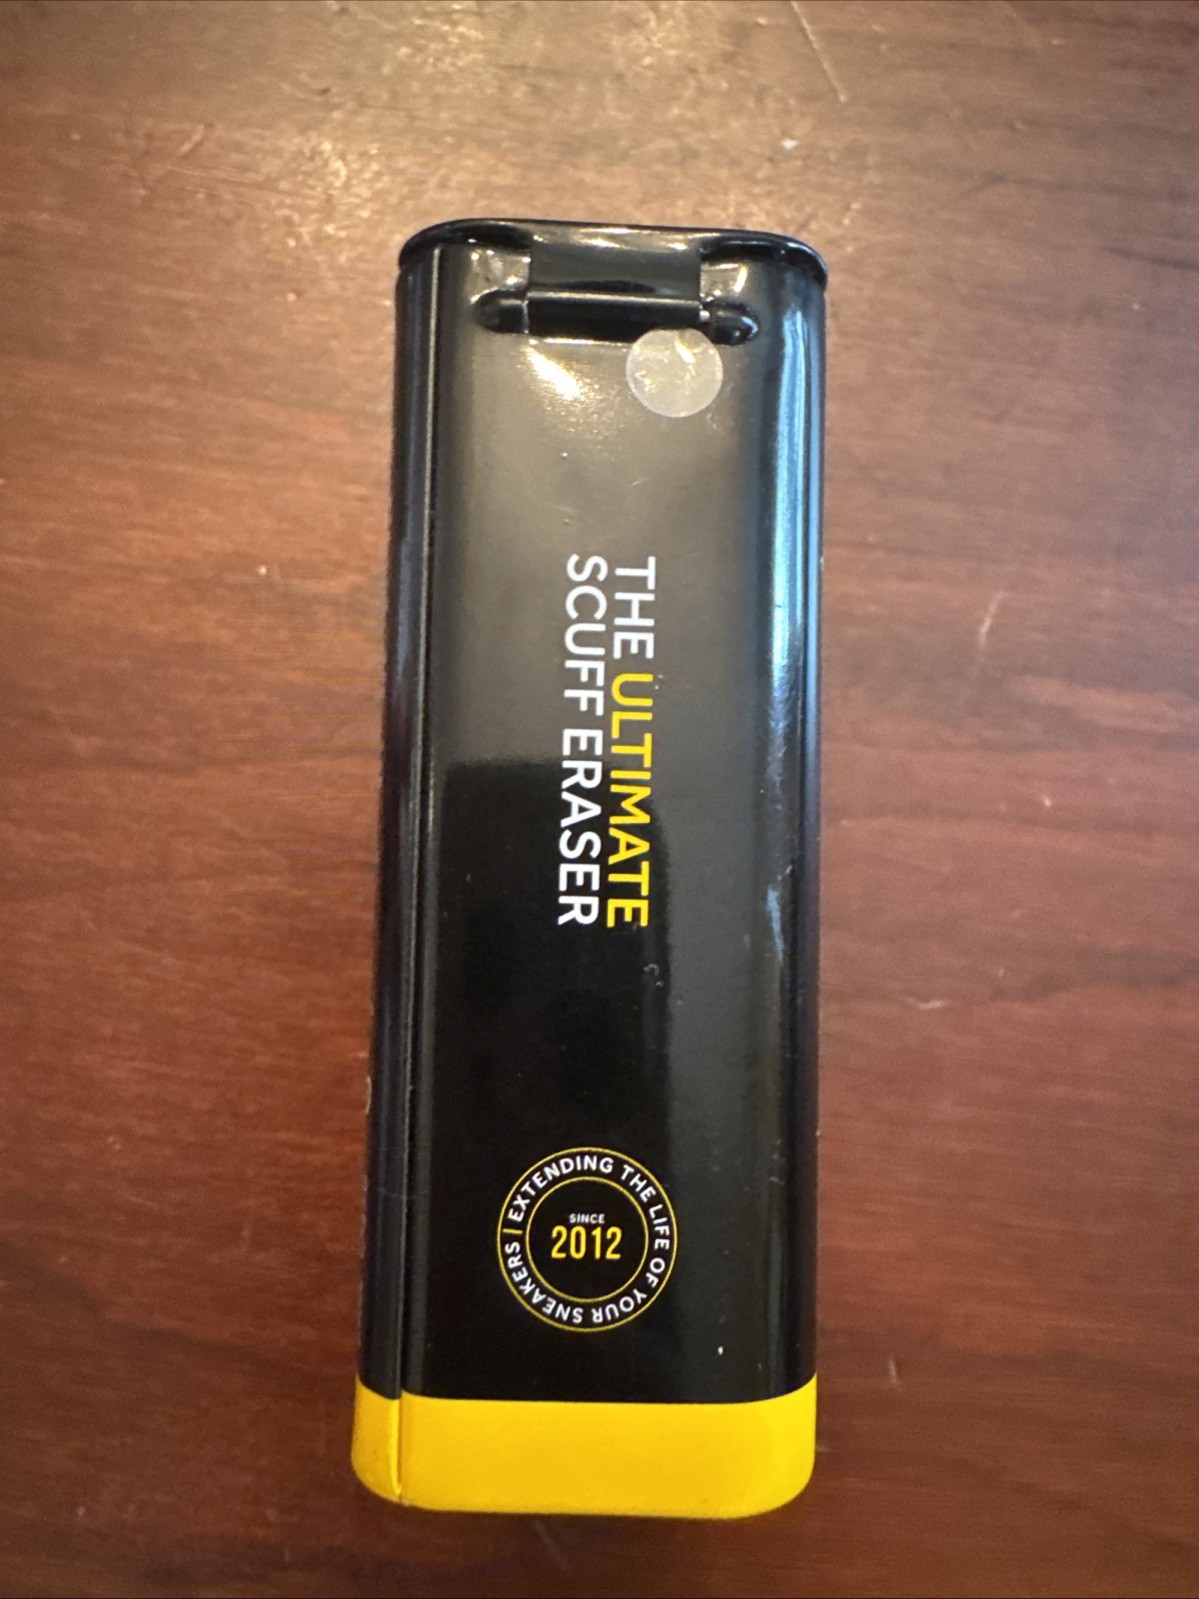 THE ULTIMATE
SCUFF ERASER
EXTENDING THE LIFE OF YOUR SNEAKERS |
SINCE
2012